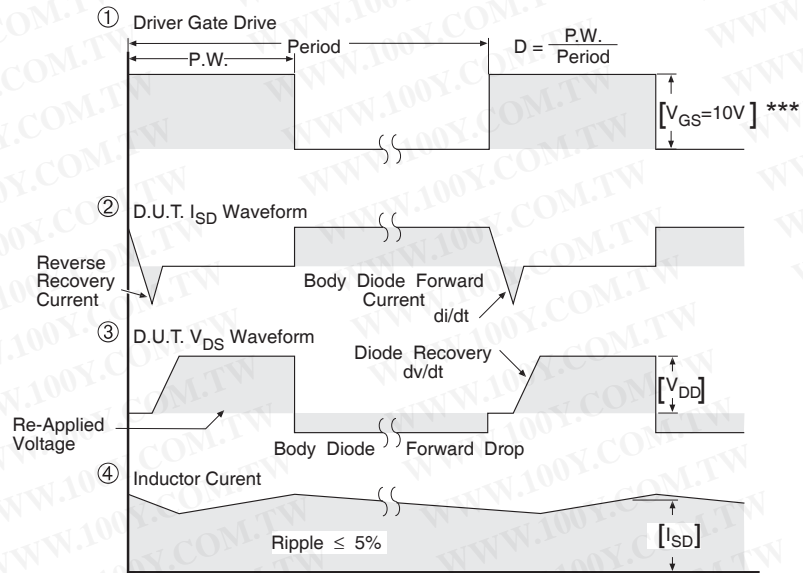 ① Driver Gate Drive
Period
P.W.
D = P.W.
Period
[VGS=10V] ***
② D.U.T. ISD Waveform
Reverse
Recovery
Current
Body Diode Forward
Current
di/dt
③ D.U.T. VDS Waveform
Diode Recovery
dv/dt
[VDD]
Re-Applied
Voltage
Body Diode Forward Drop
④ Inductor Curent
Ripple ≤ 5%
[ISD]
WWW.100Y.COM.TW